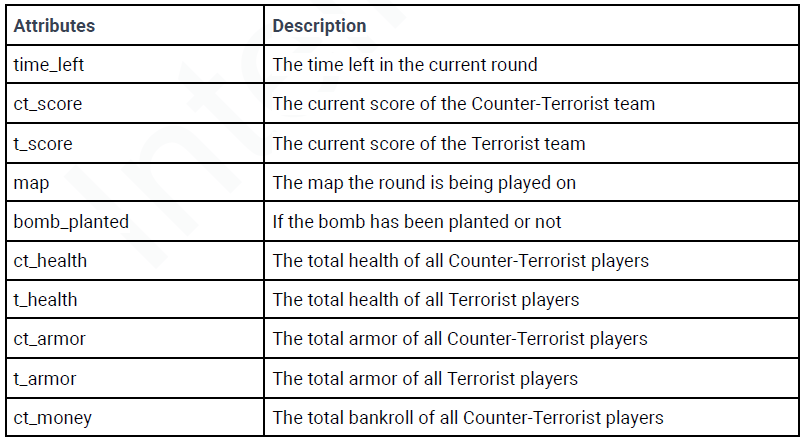 Attributes Description
time_left The time left in the current round
ct_score The current score of the Counter-Terrorist team
t_score The current score of the Terrorist team
map The map the round is being played on
bomb_planted If the bomb has been planted or not
ct_health The total health of all Counter-Terrorist players
t_health The total health of all Terrorist players
ct_armor The total armor of all Counter-Terrorist players
t_armor The total armor of all Terrorist players
ct_money The total bankroll of all Counter-Terrorist players